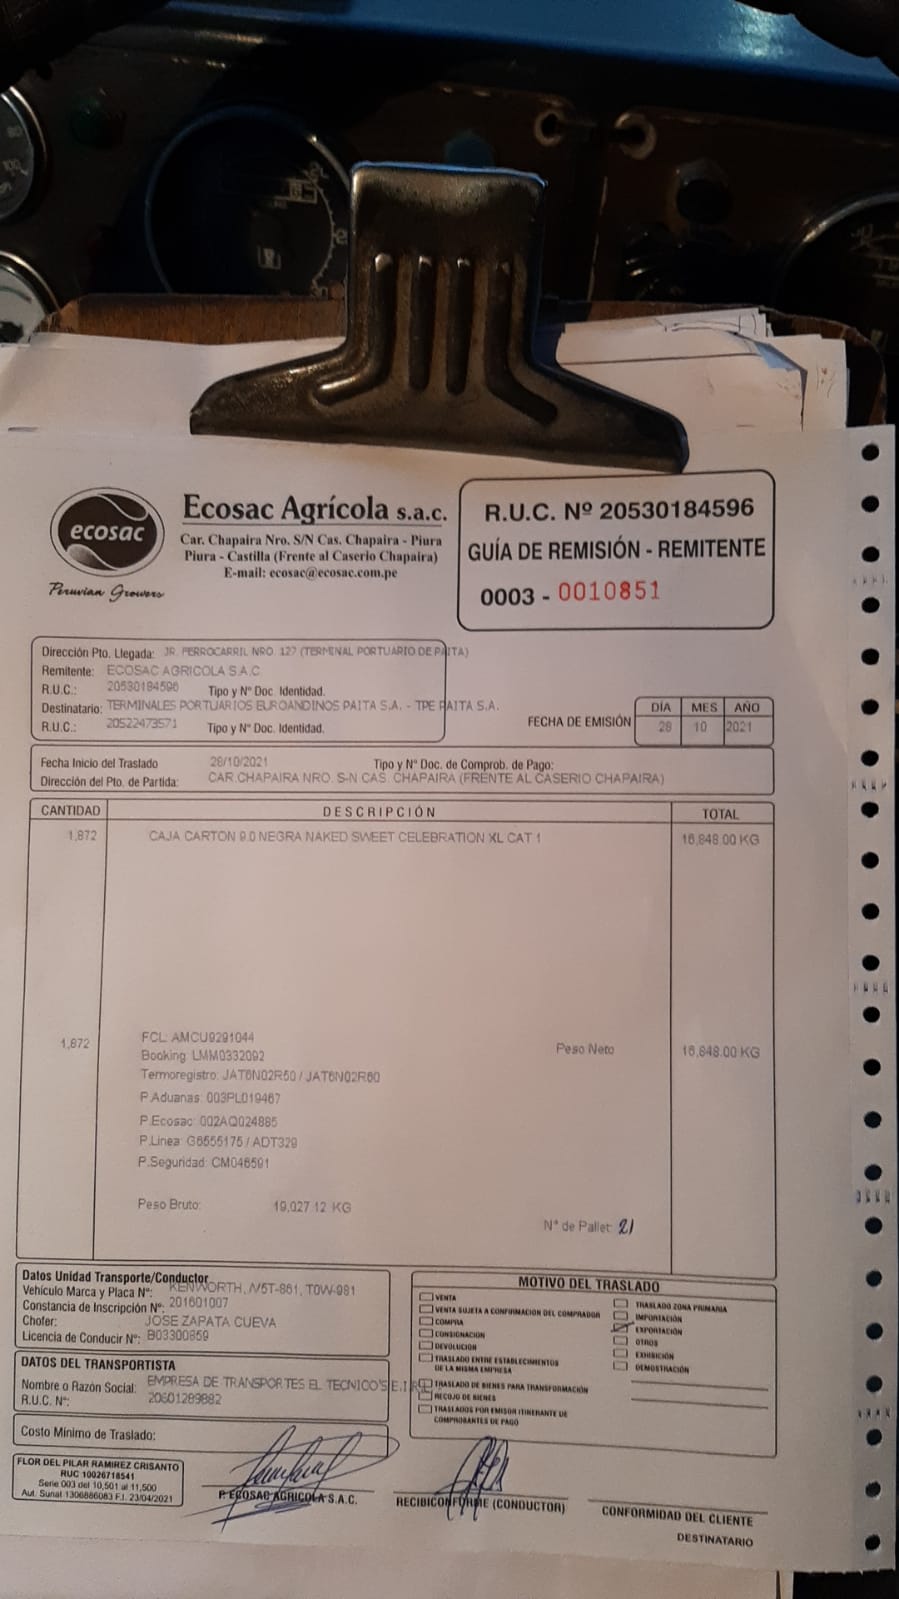 ecosac
Peruvian Growers
Ecosac Agrícola s.a.c.
Car. Chapaira Nro. S/N Cas. Chapaira - Piura
Piura - Castilla (Frente al Caserio Chapaira)
E-mail: ecosac@ecosac.com.pe
R.U.C. Nº 20530184596
GUÍA DE REMISIÓN - REMITENTE
0003 - 0010851
Dirección Pto. Llegada: JR. FERROCARRIL NRO. 127 (TERMINAL PORTUARIO DE PAITA)
Remitente: ECOSAC AGRICOLA S.A.C.
R.U.C.: 20530184596 Tipo y Nº Doc. Identidad.
Destinatario: TERMINALES PORTUARIOS EUROANDINOS PAITA S.A. - TPE PAITA S.A.
R.U.C.: 20522473571 Tipo y Nº Doc. Identidad.
FECHA DE EMISIÓN
DÍA MES AÑO
28 10 2021
Fecha Inicio del Traslado 28/10/2021 Tipo y Nº Doc. de Comprob. de Pago:
Dirección del Pto. de Partida: CAR.CHAPAIRA NRO. S-N CAS. CHAPAIRA (FRENTE AL CASERIO CHAPAIRA)
CANTIDAD DESCRIPCIÓN TOTAL
1,872 CAJA CARTON 9.0 NEGRA NAKED SWEET CELEBRATION XL CAT 1 16,848.00 KG
FCL: AMCU9291044
1,872 Peso Neto 16,848.00 KG
Booking: LMM0332092
Termoregistro: JAT6N02R50 / JAT6N02R60
P.Aduanas: 003PL019467
P.Ecosac: 002AQ024885
P.Linea: G6555175 / ADT329
P.Seguridad: CM046591
Peso Bruto: 19,027.12 KG
Nº de Pallet: 21
Datos Unidad Transporte/Conductor
Vehículo Marca y Placa Nº: KENWORTH, N5T-861, T0W-981
Constancia de Inscripción Nº: 201601007
Chofer: JOSE ZAPATA CUEVA
Licencia de Conducir Nº: B03300859
DATOS DEL TRANSPORTISTA
Nombre o Razón Social: EMPRESA DE TRANSPORTES EL TECNICO'S E.I.R.L
R.U.C. Nº: 20601289882
Costo Mínimo de Traslado:
MOTIVO DEL TRASLADO
VENTA
VENTA SUJETA A CONFIRMACION DEL COMPRADOR
COMPRA
CONSIGNACIÓN
DEVOLUCION
TRASLADO ENTRE ESTABLECIMIENTOS
DE LA MISMA EMPRESA
TRASLADO DE BIENES PARA TRANSFORMACIÓN
RECOJO DE BIENES
TRASLADOS POR EMISOR ITINERANTE DE
COMPROBANTES DE PAGO
TRASLADO ZONA PRIMARIA
IMPORTACIÓN
EXPORTACIÓN
OTROS
EXHIBICIÓN
DEMOSTRACIÓN
FLOR DEL PILAR RAMIREZ CRISANTO
RUC 10026718541
Serie 003 del 10,501 al 11,500
Aut. Sunat 1306886063 F.I. 23/04/2021
P. ECOSAC AGRICOLA S.A.C.
RECIBI CONFORME (CONDUCTOR)
CONFORMIDAD DEL CLIENTE
DESTINATARIO